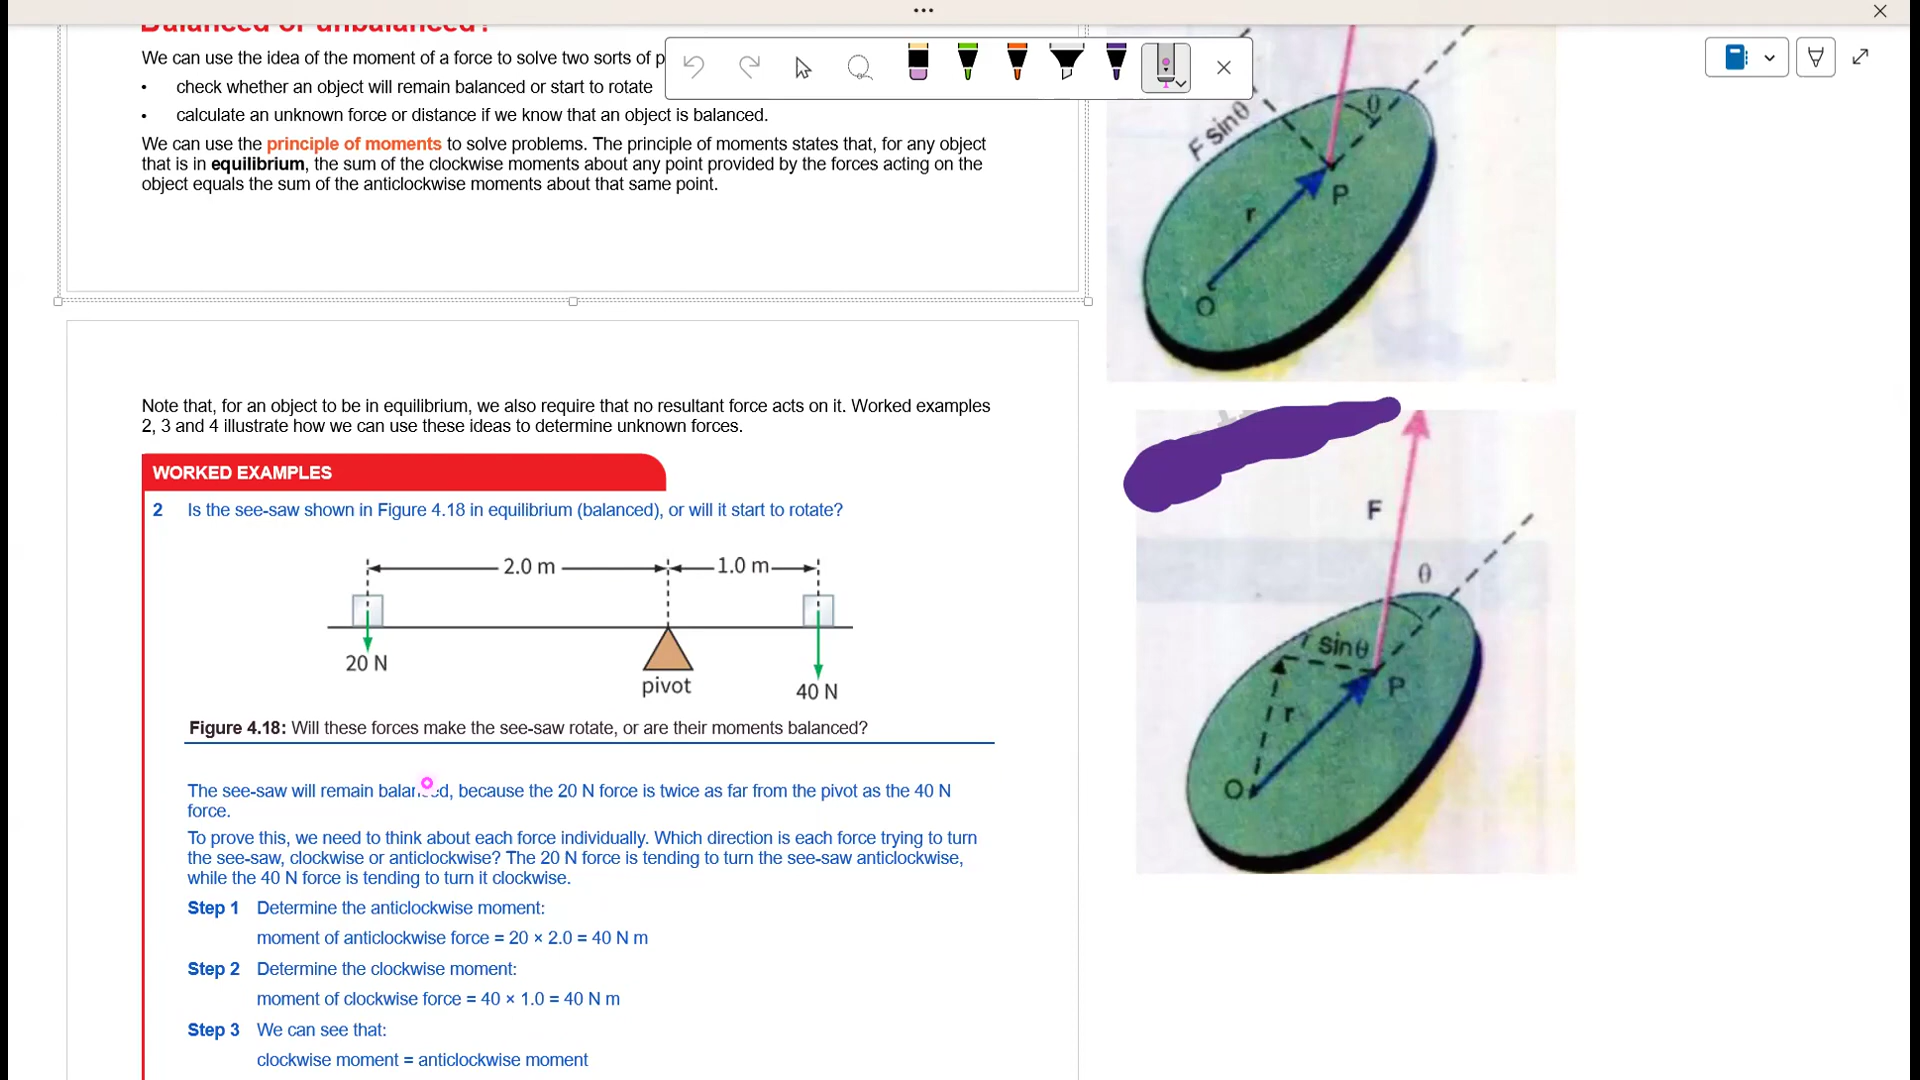 Balanced or unbalanced?
We can use the idea of the moment of a force to solve two sorts of p
• check whether an object will remain balanced or start to rotate
• calculate an unknown force or distance if we know that an object is balanced.
We can use the principle of moments to solve problems. The principle of moments states that, for any object
that is in equilibrium, the sum of the clockwise moments about any point provided by the forces acting on the
object equals the sum of the anticlockwise moments about that same point.
Note that, for an object to be in equilibrium, we also require that no resultant force acts on it. Worked examples
2, 3 and 4 illustrate how we can use these ideas to determine unknown forces.
WORKED EXAMPLES
2 Is the see-saw shown in Figure 4.18 in equilibrium (balanced), or will it start to rotate?
2.0 m 1.0 m
20 N
pivot
40 N
Figure 4.18: Will these forces make the see-saw rotate, or are their moments balanced?
The see-saw will remain balanced, because the 20 N force is twice as far from the pivot as the 40 N
force.
To prove this, we need to think about each force individually. Which direction is each force trying to turn
the see-saw, clockwise or anticlockwise? The 20 N force is tending to turn the see-saw anticlockwise,
while the 40 N force is tending to turn it clockwise.
Step 1 Determine the anticlockwise moment:
moment of anticlockwise force = 20 × 2.0 = 40 N m
Step 2 Determine the clockwise moment:
moment of clockwise force = 40 × 1.0 = 40 N m
Step 3 We can see that:
clockwise moment = anticlockwise moment
θ
F sinθ
P
r
O
F
θ
r sinθ
P
r
O